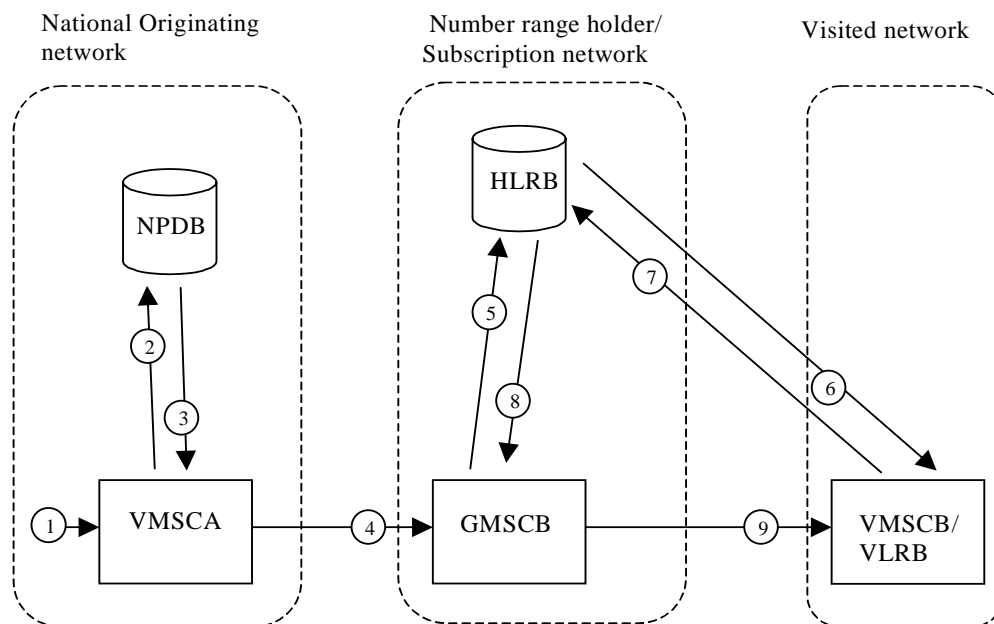 National Originating
network
Number range holder/
Subscription network
Visited network
NPDB
HLRB
2
3
5
8
7
6
1
VMSCA
4
GMSCB
9
VMSCB/
VLRB